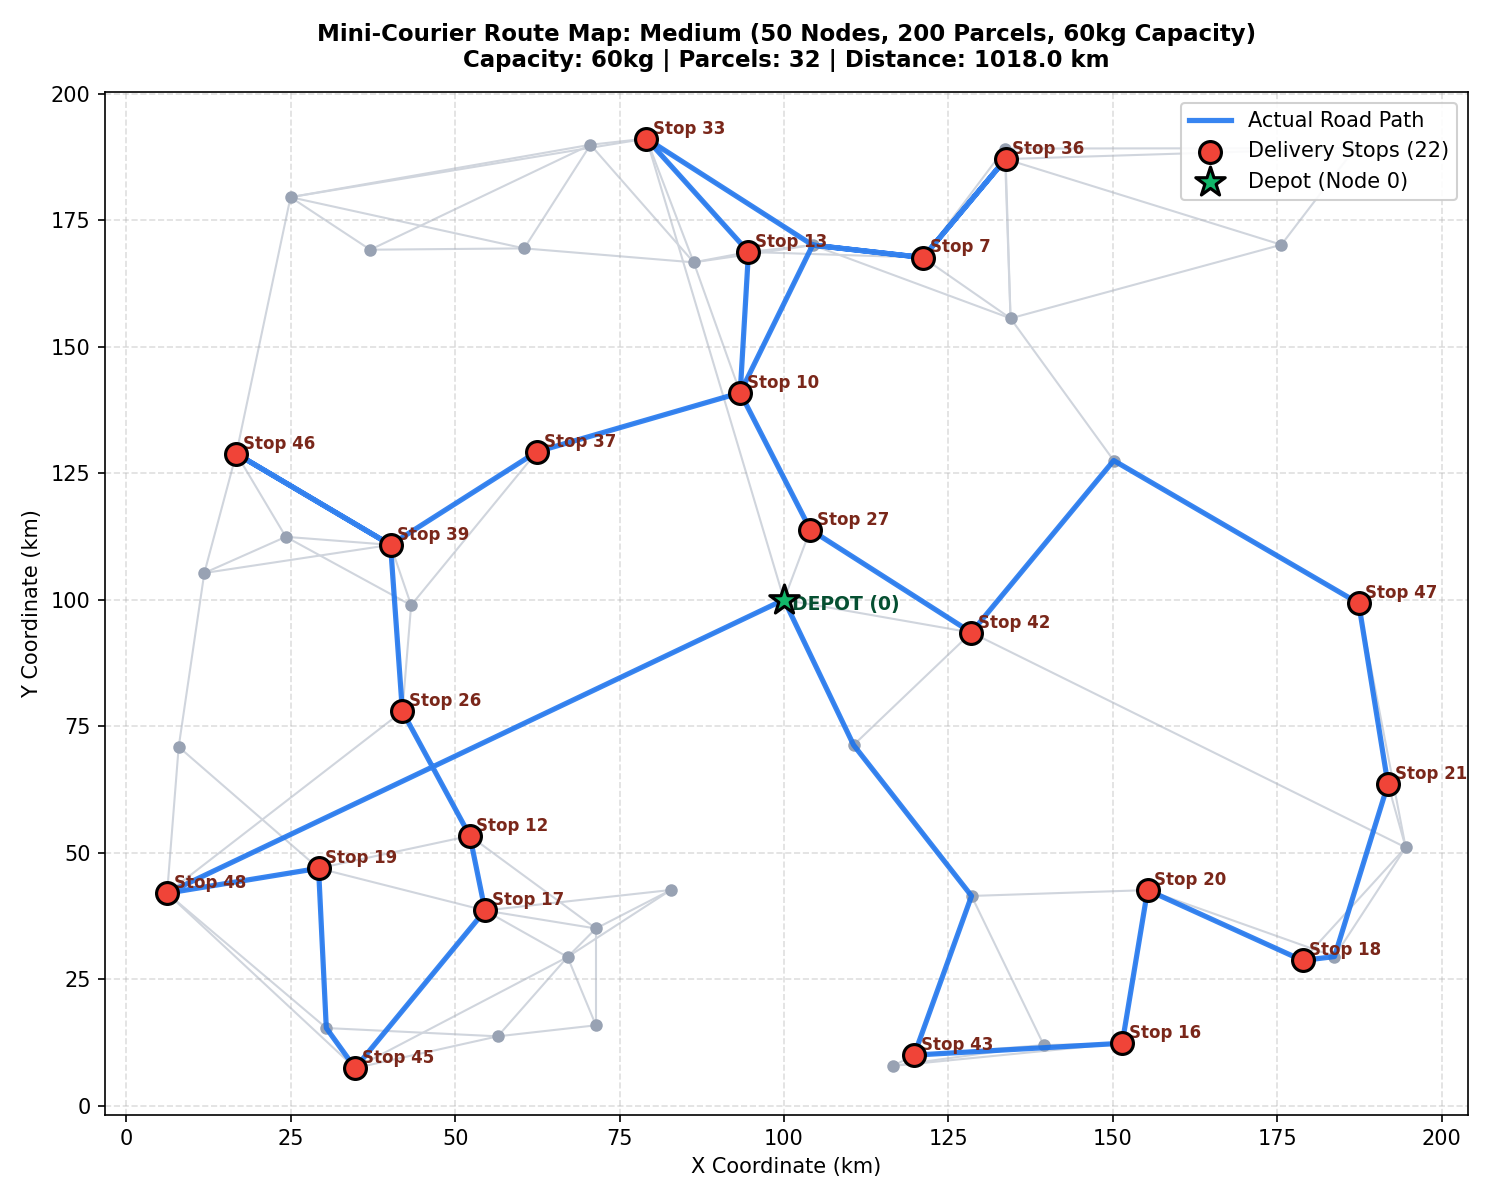 Mini-Courier Route Map: Medium (50 Nodes, 200 Parcels, 60kg Capacity)
Capacity: 60kg | Parcels: 32 | Distance: 1018.0 km
Actual Road Path
Delivery Stops (22)
Depot (Node 0)
Stop 33
Stop 36
Stop 13
Stop 7
Stop 10
Stop 46
Stop 37
Stop 27
Stop 39
DEPOT (0)
Stop 47
Stop 42
Stop 26
Stop 21
Stop 12
Stop 19
Stop 48
Stop 20
Stop 17
Stop 18
Stop 16
Stop 43
Stop 45
200
175
150
125
100
75
50
25
0
Y Coordinate (km)
0
25
50
75
100
125
150
175
200
X Coordinate (km)